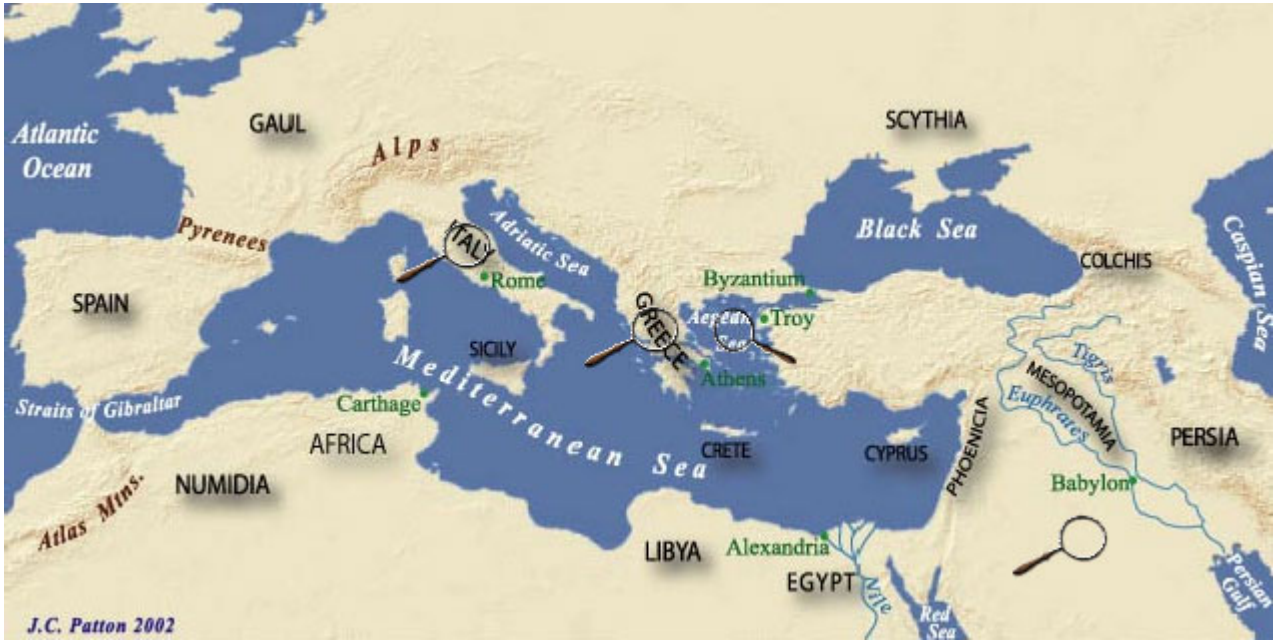 SCYTHIA
GAUL
Atlantic
Ocean
Alps
Pyrenees
ITALY
Adriatic Sea
Black Sea
Caspian Sea
COLCHIS
Rome
Byzantium
SPAIN
GREECE
Aegean
Sea
Troy
SICILY
Athens
Tigris
MESOPOTAMIA
Euphrates
Straits of Gibraltar
Carthage
Mediterranean Sea
AFRICA
CRETE
CYPRUS
PHOENICIA
PERSIA
NUMIDIA
Babylon
Atlas Mtns.
LIBYA
Alexandria
EGYPT
Nile
Red
Sea
Persian
Gulf
J.C. Patton 2002